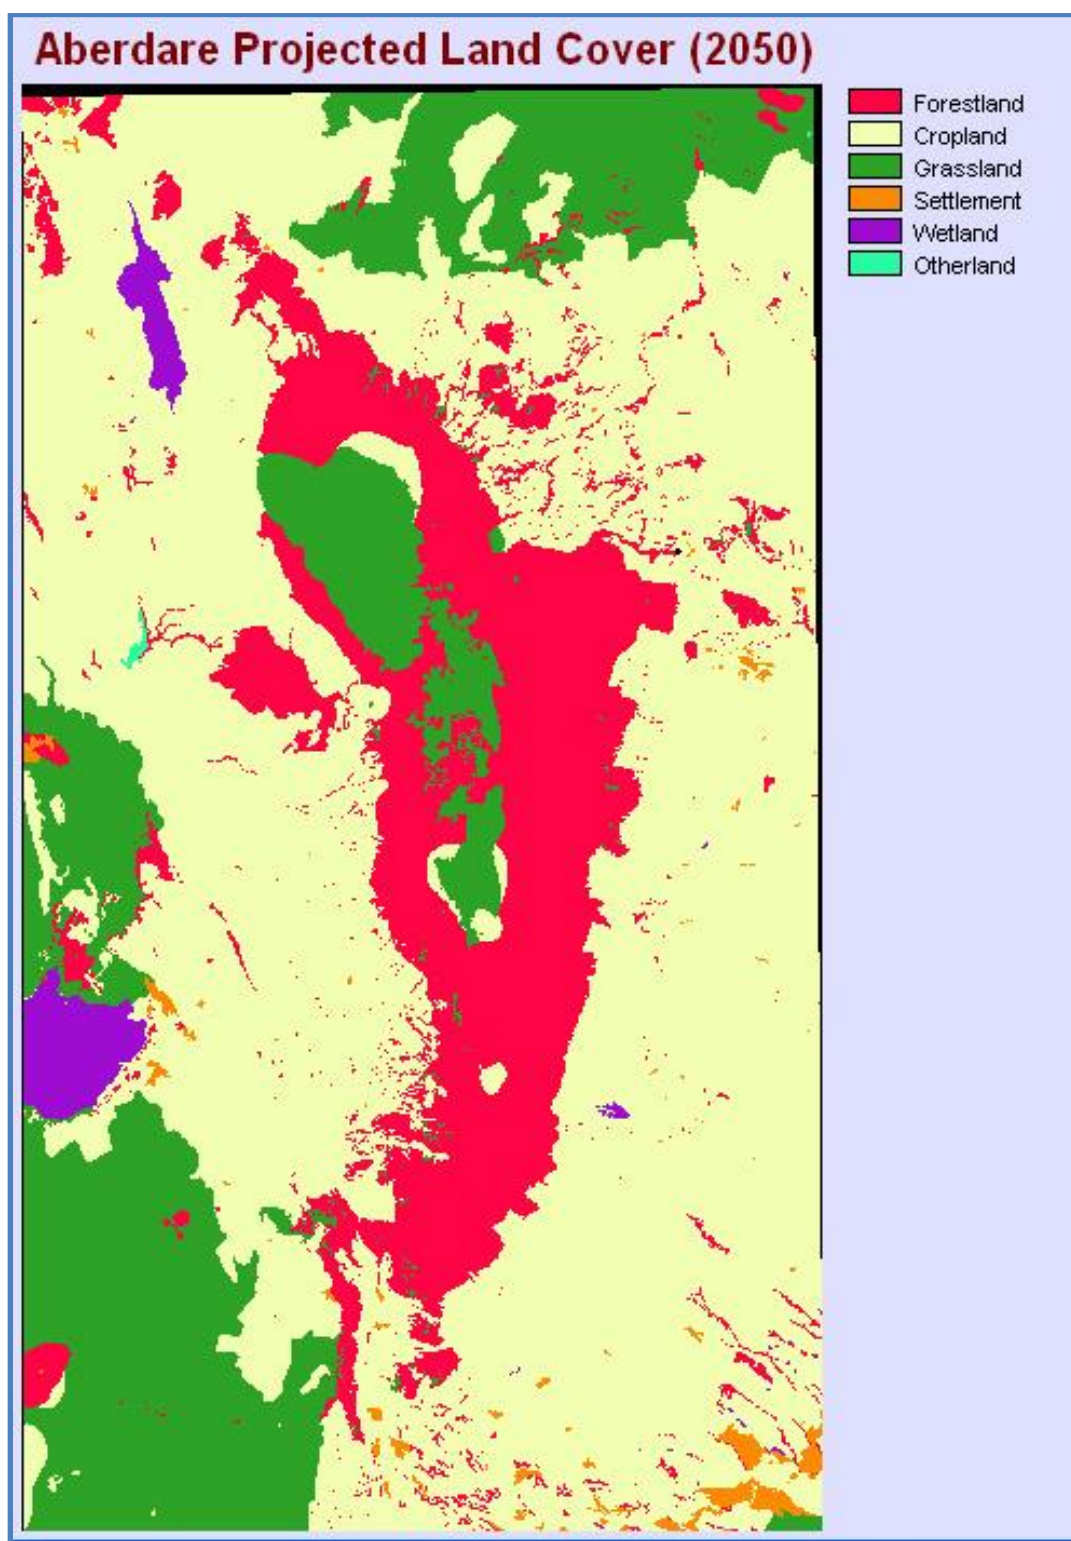 Aberdare Projected Land Cover (2050)
Forestland
Cropland
Grassland
Settlement
Wetland
Otherland